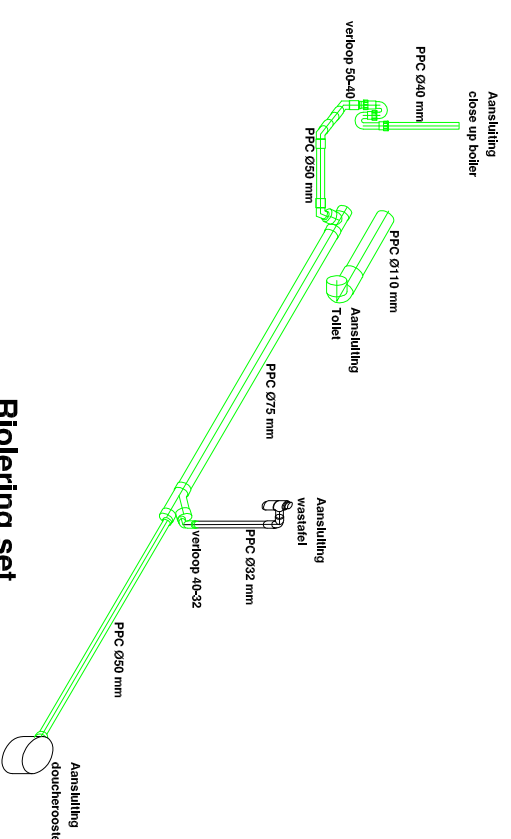 Aansluiting
close up boiler
PPC Ø40 mm
verloop 50-40
PPC Ø50 mm
PPC Ø110 mm
Aansluiting
Toilet
PPC Ø75 mm
Aansluiting
wastafel
PPC Ø32 mm
verloop 40-32
PPC Ø50 mm
Aansluiting
doucherooste
Riolering set